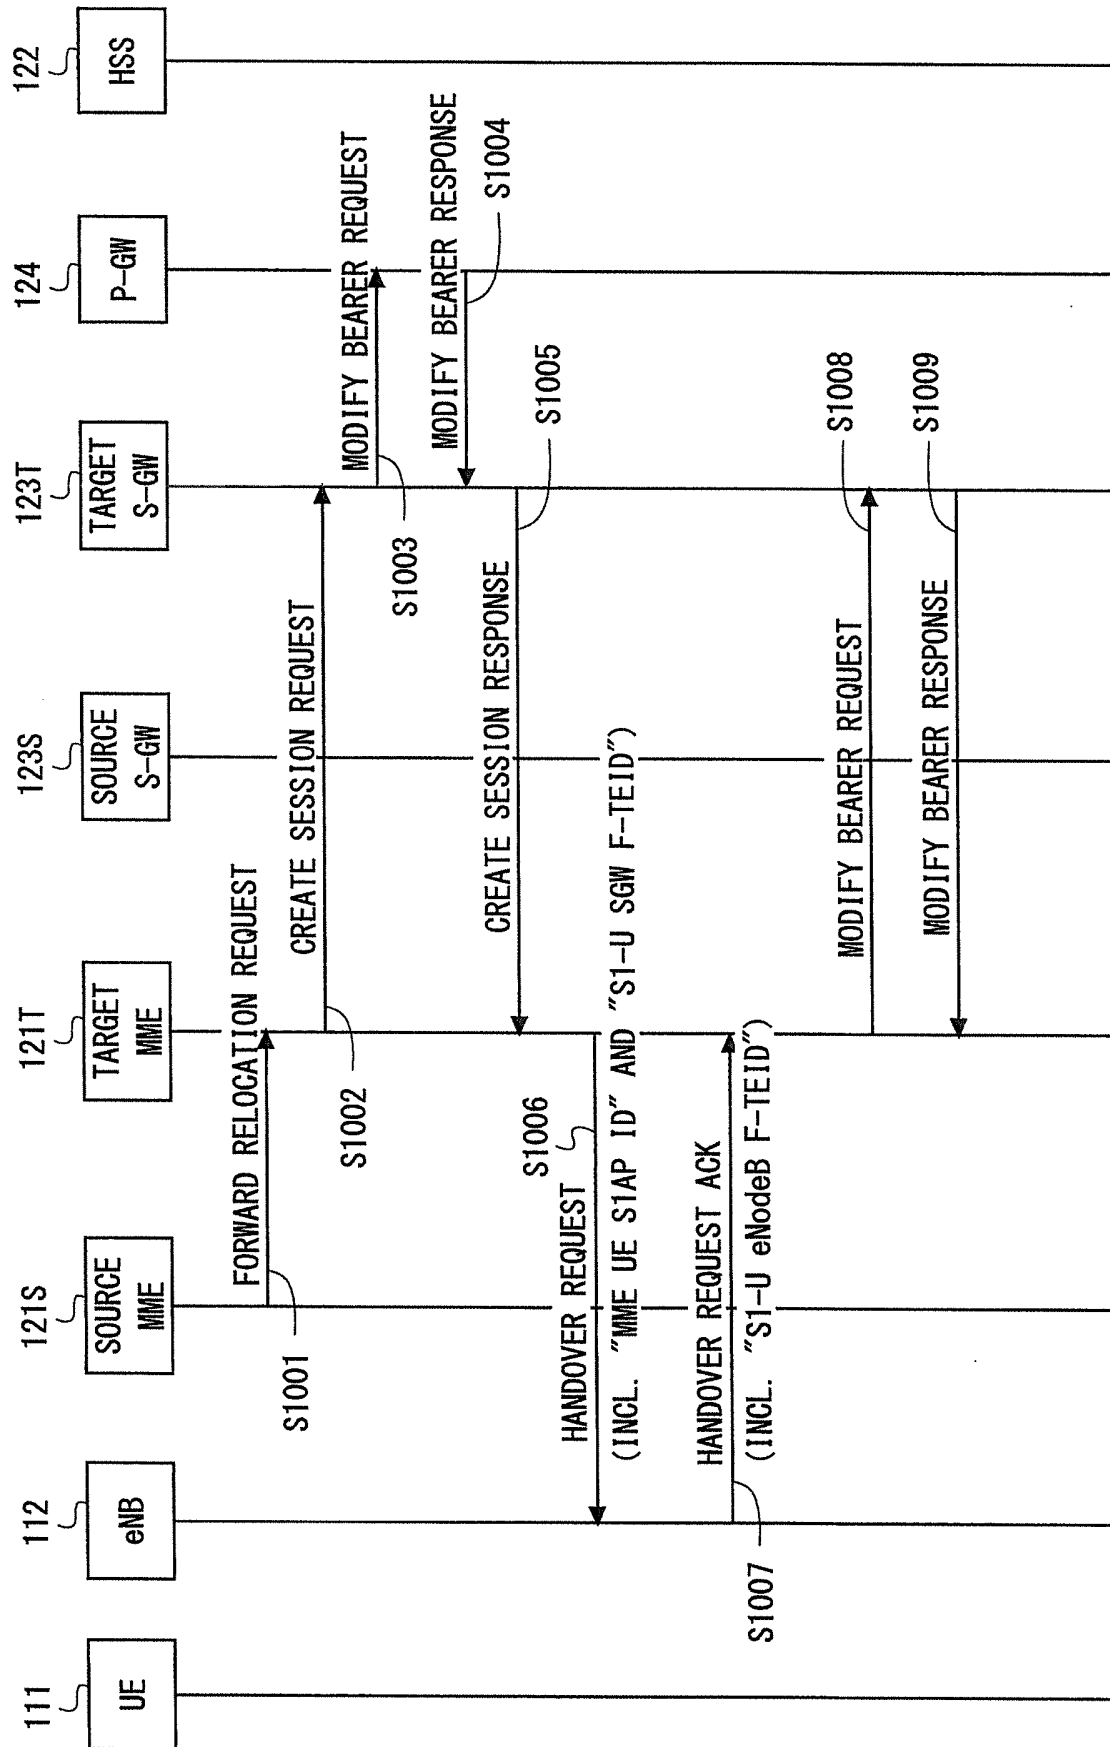 111
UE
112
eNB
121S
SOURCE
MME
121T
TARGET
MME
123S
SOURCE
S-GW
123T
TARGET
S-GW
124
P-GW
122
HSS
FORWARD RELOCATION REQUEST
S1001
CREATE SESSION REQUEST
S1002
MODIFY BEARER REQUEST
S1003
MODIFY BEARER RESPONSE
S1004
CREATE SESSION RESPONSE
S1005
S1006
HANDOVER REQUEST
(INCL. "MME UE S1AP ID" AND "S1-U SGW F-TEID")
HANDOVER REQUEST ACK
(INCL. "S1-U eNodeB F-TEID")
S1007
MODIFY BEARER REQUEST
S1008
MODIFY BEARER RESPONSE
S1009